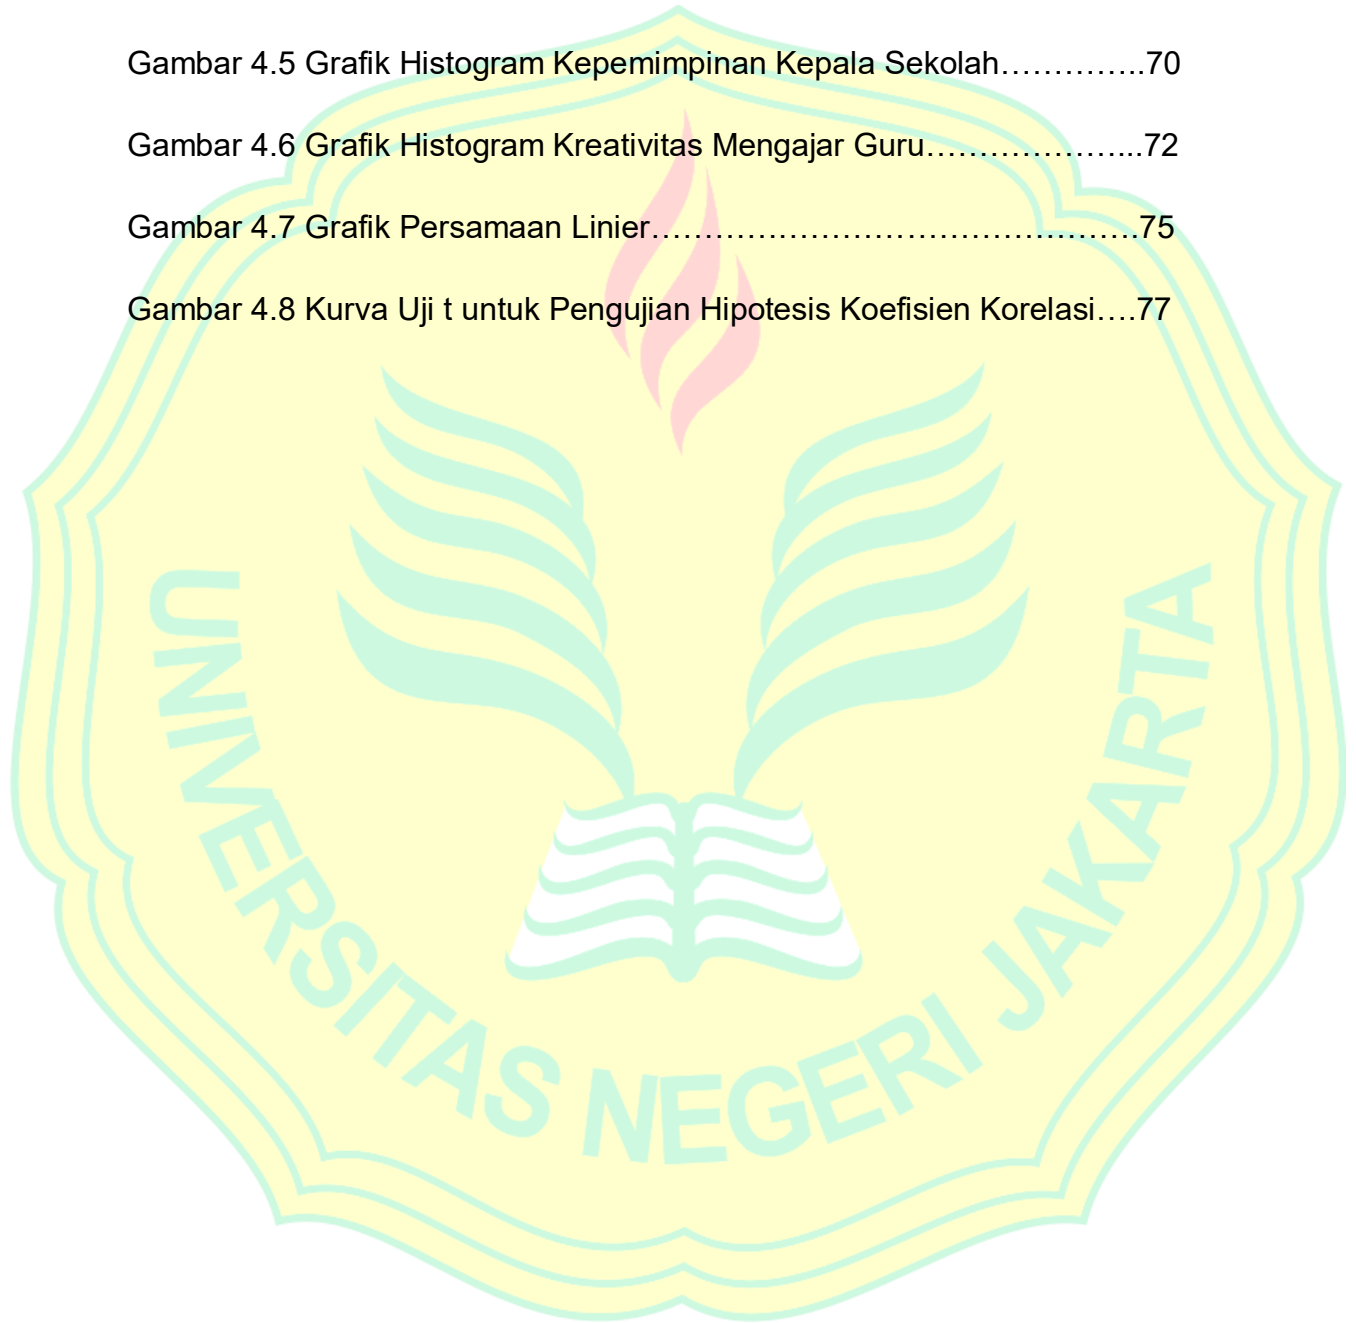 Gambar 4.5 Grafik Histogram Kepemimpinan Kepala Sekolah…………..70
Gambar 4.6 Grafik Histogram Kreativitas Mengajar Guru………………...72
Gambar 4.7 Grafik Persamaan Linier……………………………………….75
Gambar 4.8 Kurva Uji t untuk Pengujian Hipotesis Koefisien Korelasi….77
UNIVERSITAS NEGERI JAKARTA